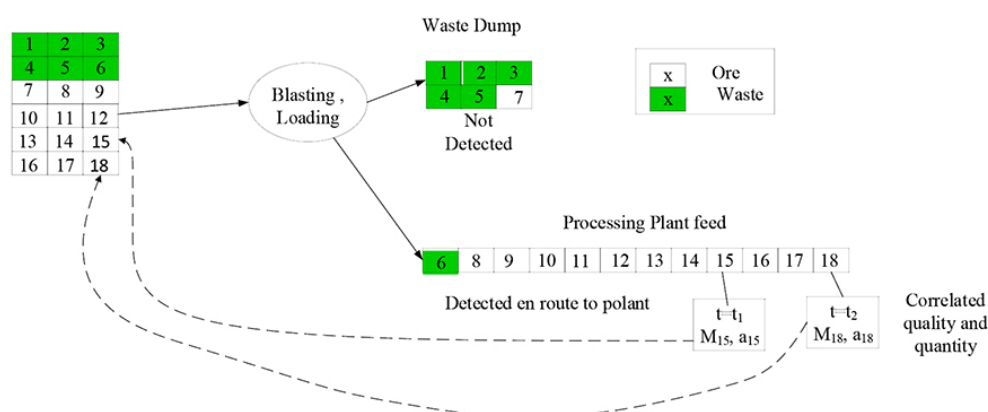 Waste Dump
1 2 3
4 5 6
7 8 9
10 11 12
13 14 15
16 17 18
Blasting ,
Loading
1 2 3
4 5 7
Not
Detected
x Ore
x Waste
Processing Plant feed
6 8 9 10 11 12 13 14 15 16 17 18
Detected en route to polant
t=t₁
M₁₅, a₁₅
t=t₂
M₁₈, a₁₈
Correlated
quality and
quantity